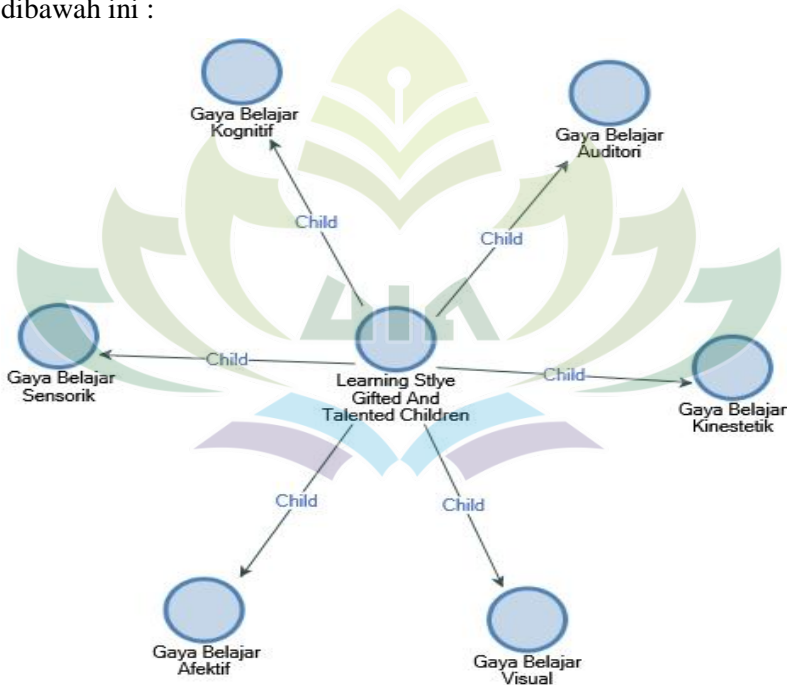 dibawah ini :
Gaya Belajar
Kognitif
Gaya Belajar
Auditori
Child
Child
Gaya Belajar
Sensorik
Child
Learning Stlye
Gifted And
Talented Children
Child
Gaya Belajar
Kinestetik
Child
Child
Gaya Belajar
Afektif
Gaya Belajar
Visual